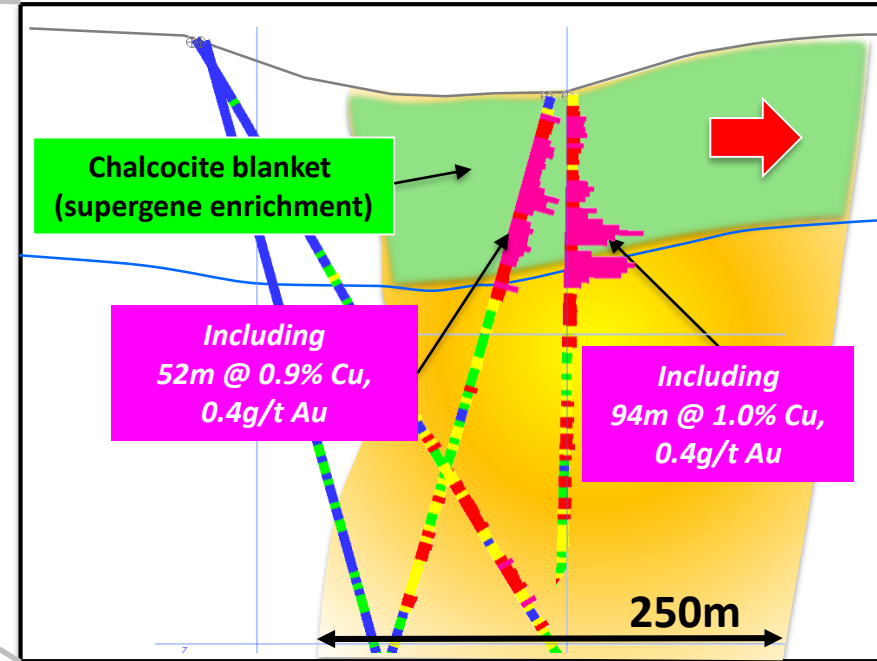 Chalcocite blanket
(supergene enrichment)
Including
52m @ 0.9% Cu,
0.4g/t Au
Including
94m @ 1.0% Cu,
0.4g/t Au
250m